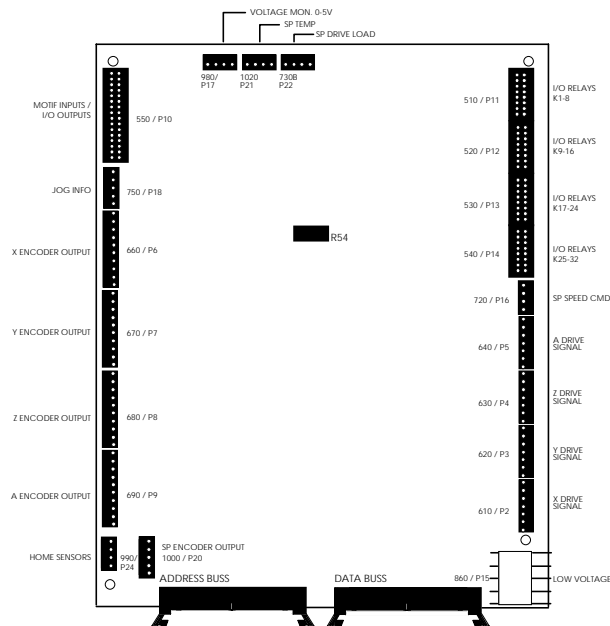 VOLTAGE MON. 0-5V
SP TEMP
SP DRIVE LOAD
980/
P17
1020
P21
730B
P22
MOTIF INPUTS /
I/O OUTPUTS
550 / P10
510 / P11
I/O RELAYS
K1-8
520 / P12
I/O RELAYS
K9-16
JOG INFO
750 / P18
530 / P13
I/O RELAYS
K17-24
R54
X ENCODER OUTPUT
660 / P6
540 / P14
I/O RELAYS
K25-32
720 / P16
SP SPEED CMD
Y ENCODER OUTPUT
670 / P7
640 / P5
A DRIVE
SIGNAL
630 / P4
Z DRIVE
SIGNAL
Z ENCODER OUTPUT
680 / P8
620 / P3
Y DRIVE
SIGNAL
A ENCODER OUTPUT
690 / P9
610 / P2
X DRIVE
SIGNAL
HOME SENSORS
990/
P24
SP ENCODER OUTPUT
1000 / P20
ADDRESS BUSS
DATA BUSS
860 / P15
LOW VOLTAGE